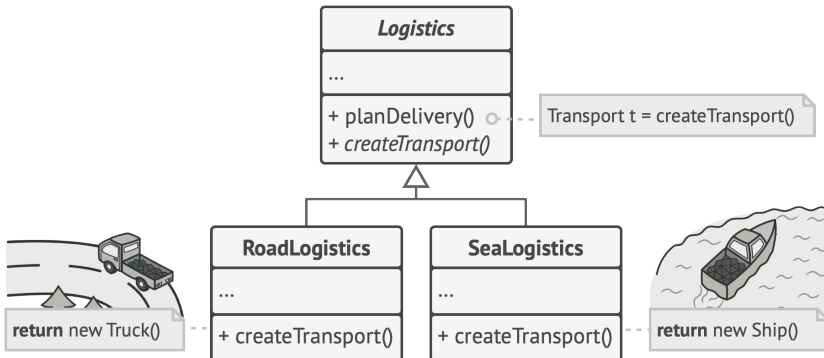 Logistics
...
+ planDelivery()
+ createTransport()
Transport t = createTransport()
RoadLogistics
...
+ createTransport()
SeaLogistics
...
+ createTransport()
return new Truck()
return new Ship()